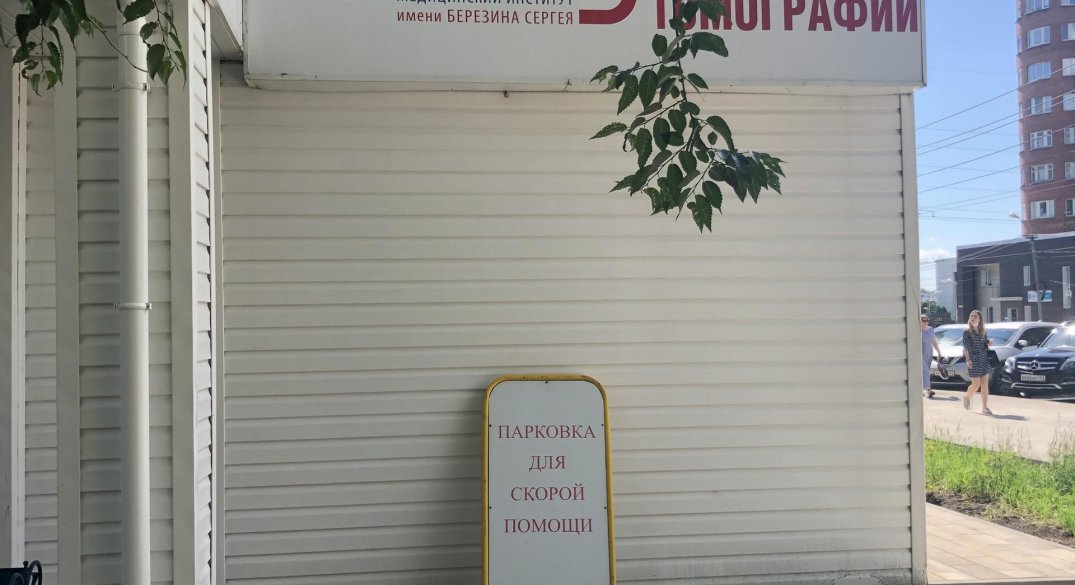 МЕДИЦИНСКИЙ ИНСТИТУТ
имени БЕРЕЗИНА СЕРГЕЯ
ТОМОГРАФИИ
ПАРКОВКА
ДЛЯ
СКОРОЙ
ПОМОЩИ